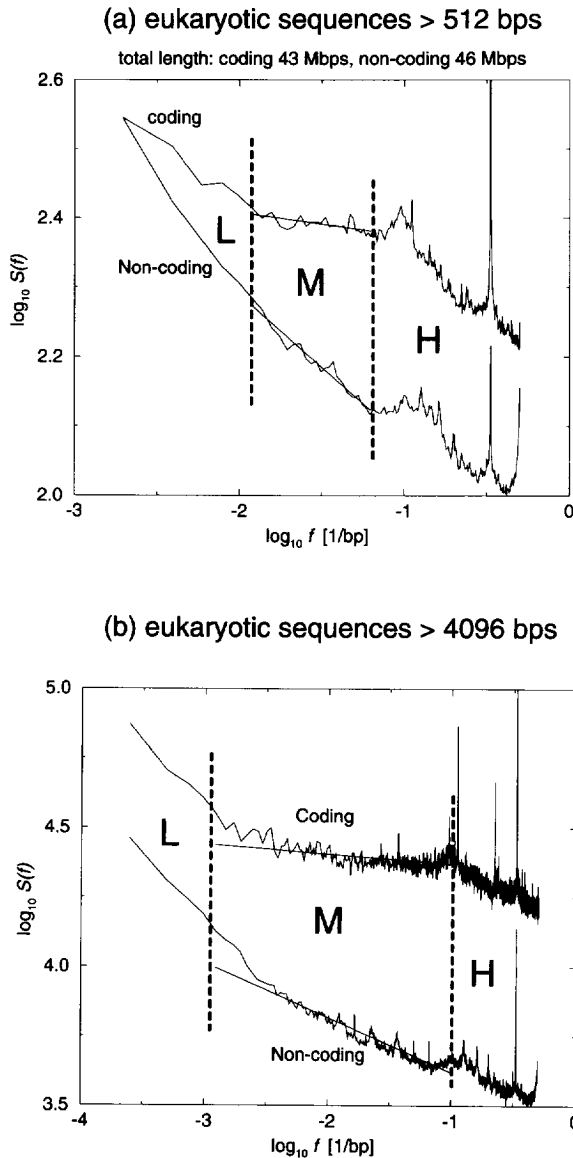 (a) eukaryotic sequences > 512 bps
total length: coding 43 Mbps, non-coding 46 Mbps
2.6
coding
2.4
L
Non-coding
M
log10 S(f)
H
2.2
2.0
-3
-2
-1
0
log10 f [1/bp]
(b) eukaryotic sequences > 4096 bps
5.0
L
Coding
4.5
log10 S(f)
M
4.0
H
Non-coding
3.5
-4
-3
-2
-1
0
log10 f [1/bp]